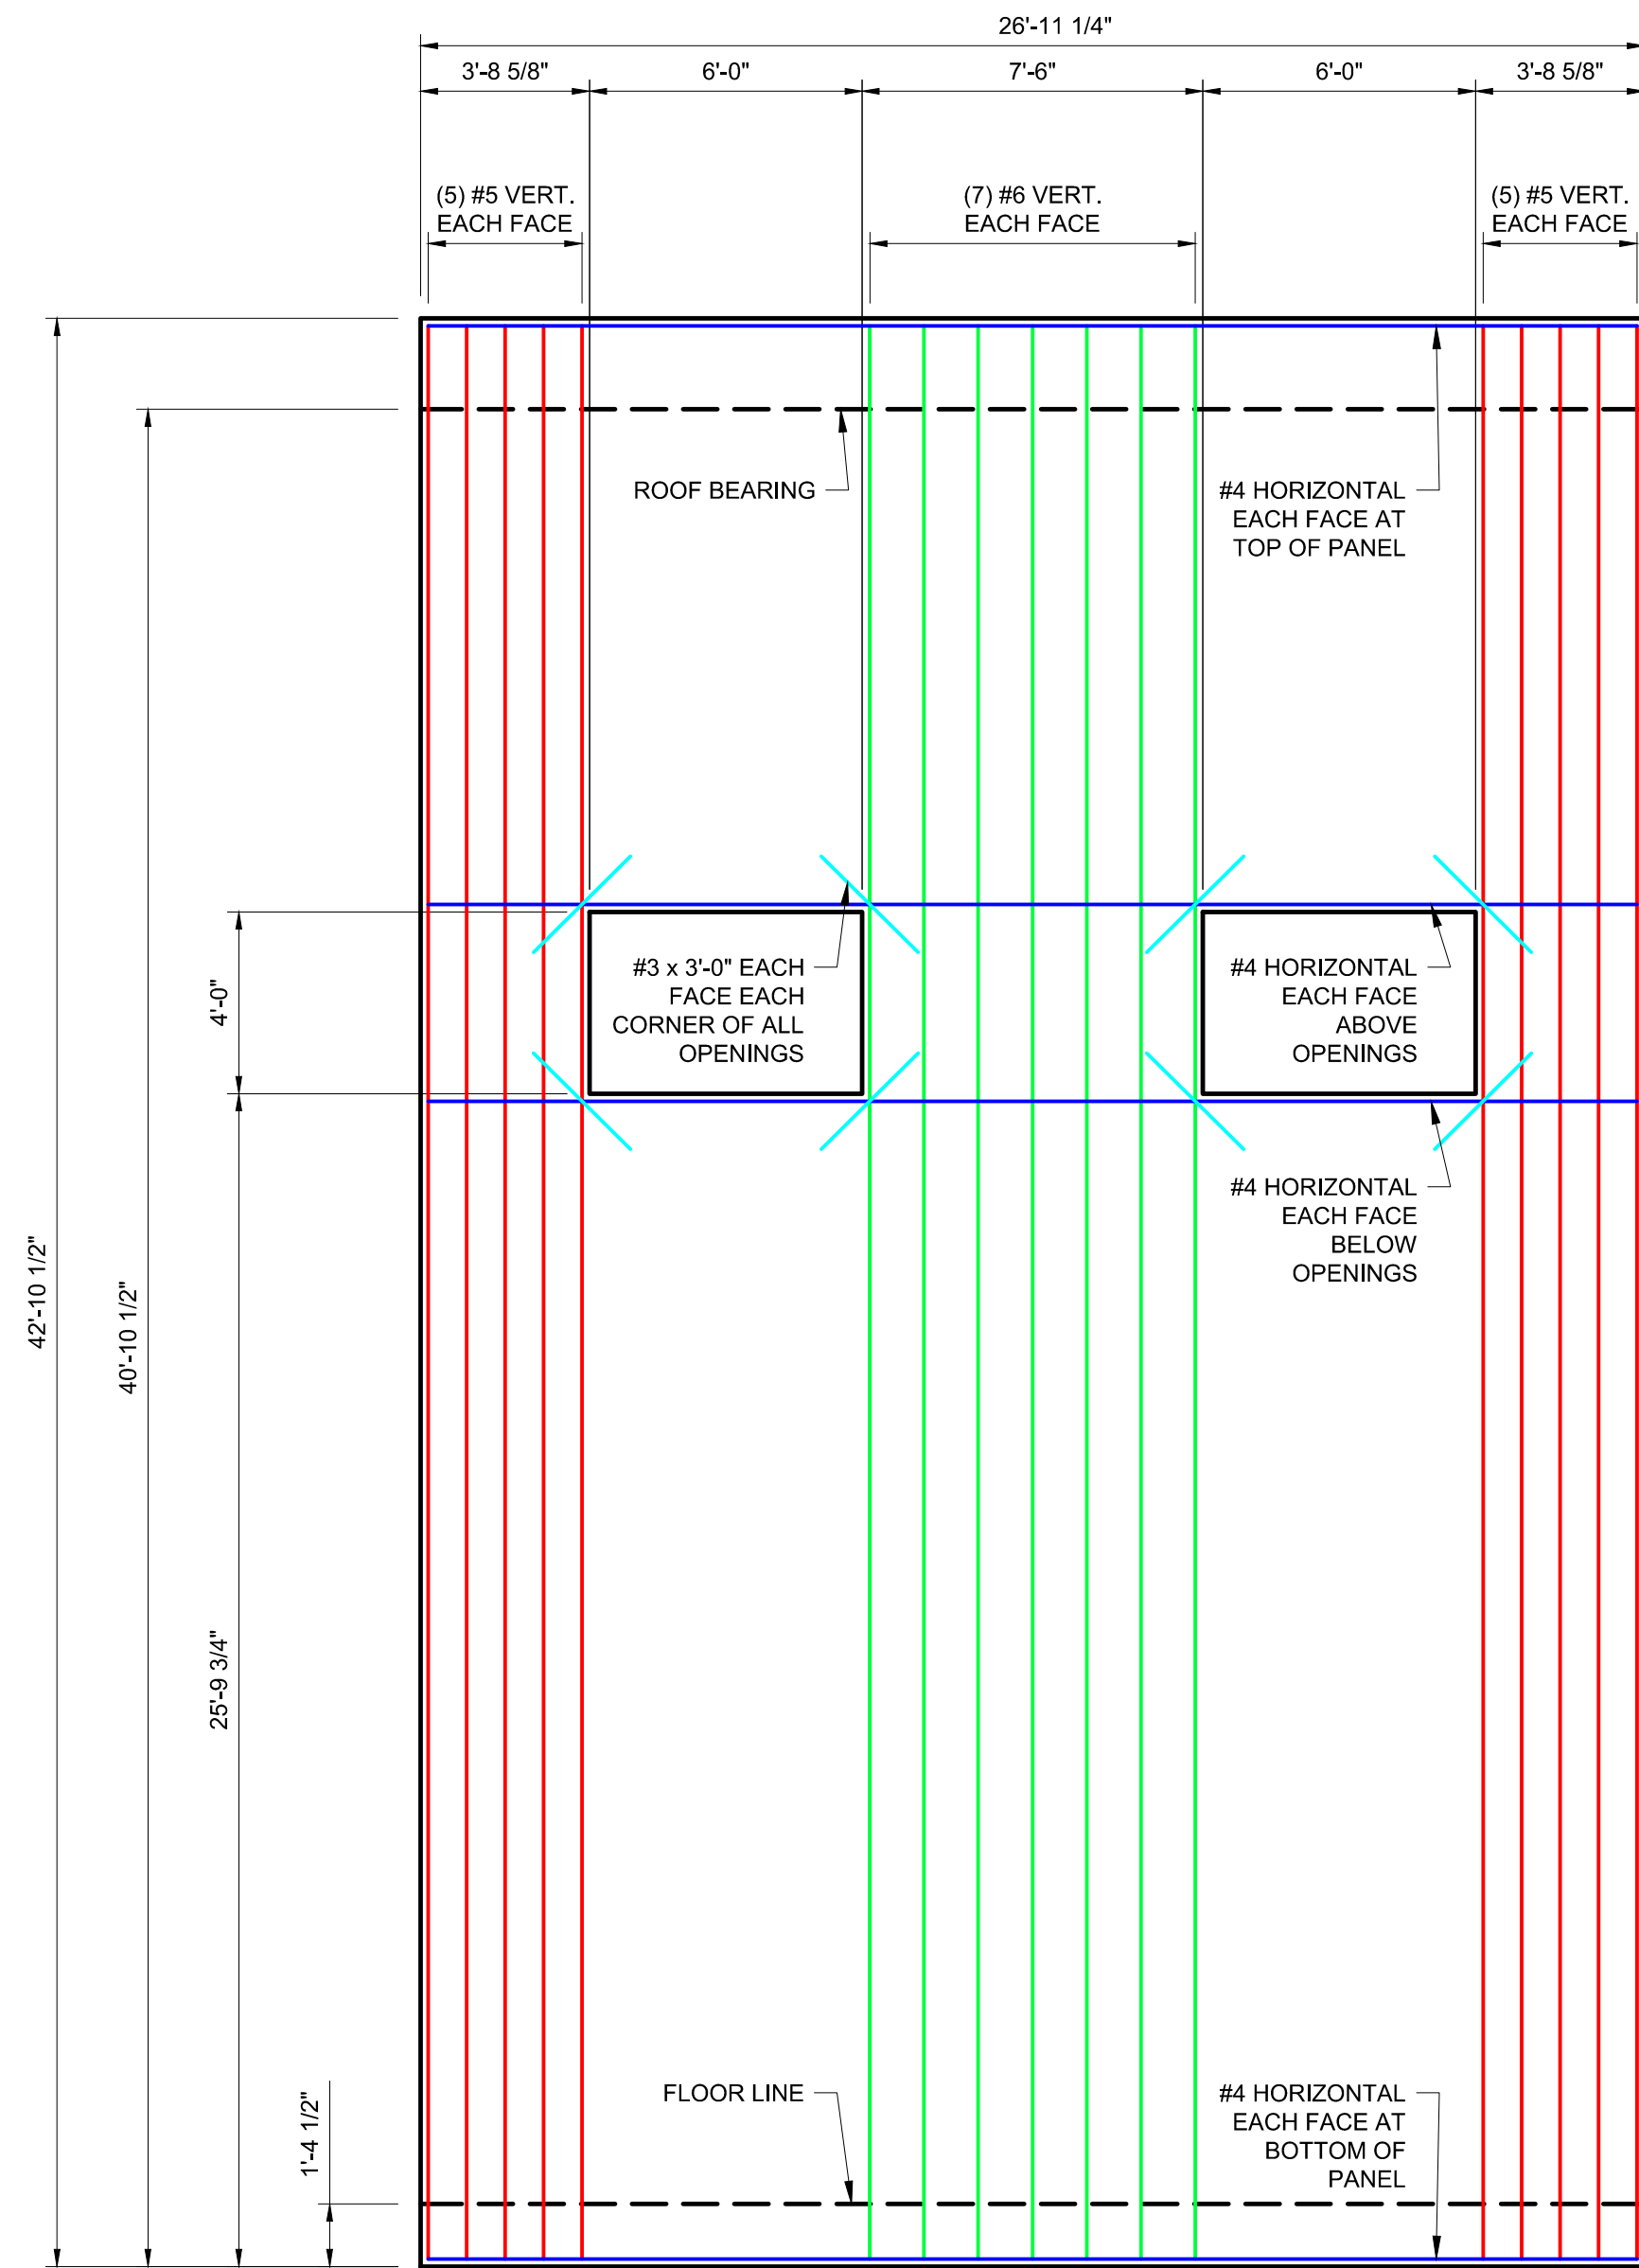 26'-11 1/4"
3'-8 5/8"
6'-0"
7'-6"
6'-0"
3'-8 5/8"
(5) #5 VERT.
EACH FACE
(7) #6 VERT.
EACH FACE
(5) #5 VERT.
EACH FACE
ROOF BEARING
#4 HORIZONTAL
EACH FACE AT
TOP OF PANEL
#3 x 3'-0" EACH
FACE EACH
CORNER OF ALL
OPENINGS
#4 HORIZONTAL
EACH FACE
ABOVE
OPENINGS
4'-0"
#4 HORIZONTAL
EACH FACE
BELOW
OPENINGS
42'-10 1/2"
40'-10 1/2"
25'-9 3/4"
1'-4 1/2"
FLOOR LINE
#4 HORIZONTAL
EACH FACE AT
BOTTOM OF
PANEL